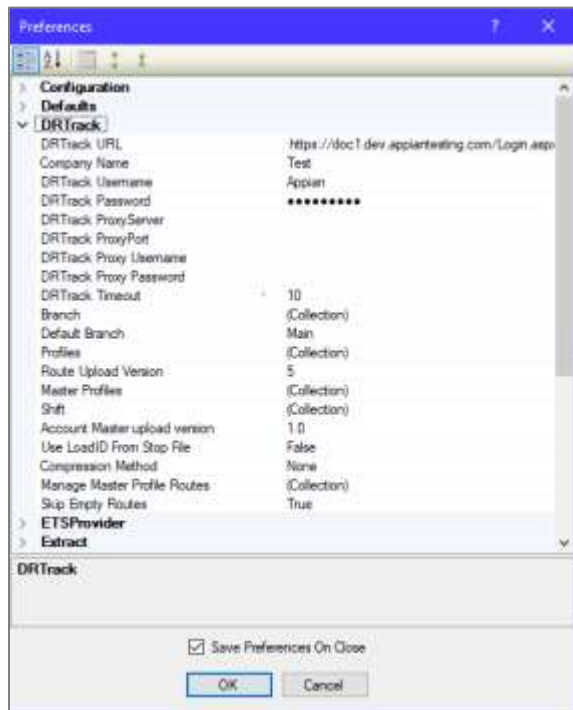 Preferences
Configuration
Defaults
DRTrack
DRTrack URL https://doc1.dev.appiantesting.com/Login.asp
Company Name Test
DRTrack Username Appian
DRTrack Password ●●●●●●●●●
DRTrack ProxyServer
DRTrack ProxyPort
DRTrack Proxy Username
DRTrack Proxy Password
DRTrack Timeout 10
Branch (Collection)
Default Branch Main
Profiles (Collection)
Route Upload Version 5
Master Profiles (Collection)
Shift (Collection)
Account Master upload version 1.0
Use LoadID From Stop File False
Compression Method None
Manage Master Profile Routes (Collection)
Skip Empty Routes True
ETSProvider
Extract
DRTrack
Save Preferences On Close
OK Cancel